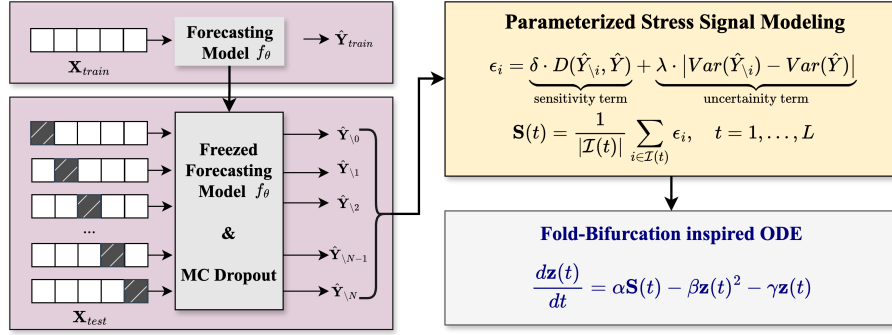 Forecasting
Model f_θ
X_train
Ŷ_train
Freezed
Forecasting
Model f_θ
&
MC Dropout
...
X_test
Ŷ_{\0}
Ŷ_{\1}
Ŷ_{\2}
Ŷ_{\N−1}
Ŷ_{\N}
Parameterized Stress Signal Modeling
ϵ_i = δ · D(Ŷ_{\i}, Ŷ) + λ · |Var(Ŷ_{\i}) − Var(Ŷ)|
sensitivity term uncertainity term
S(t) = 1/|I(t)| ∑_{i∈I(t)} ϵ_i, t = 1, . . . , L
Fold-Bifurcation inspired ODE
dz(t)/dt = αS(t) − βz(t)² − γz(t)